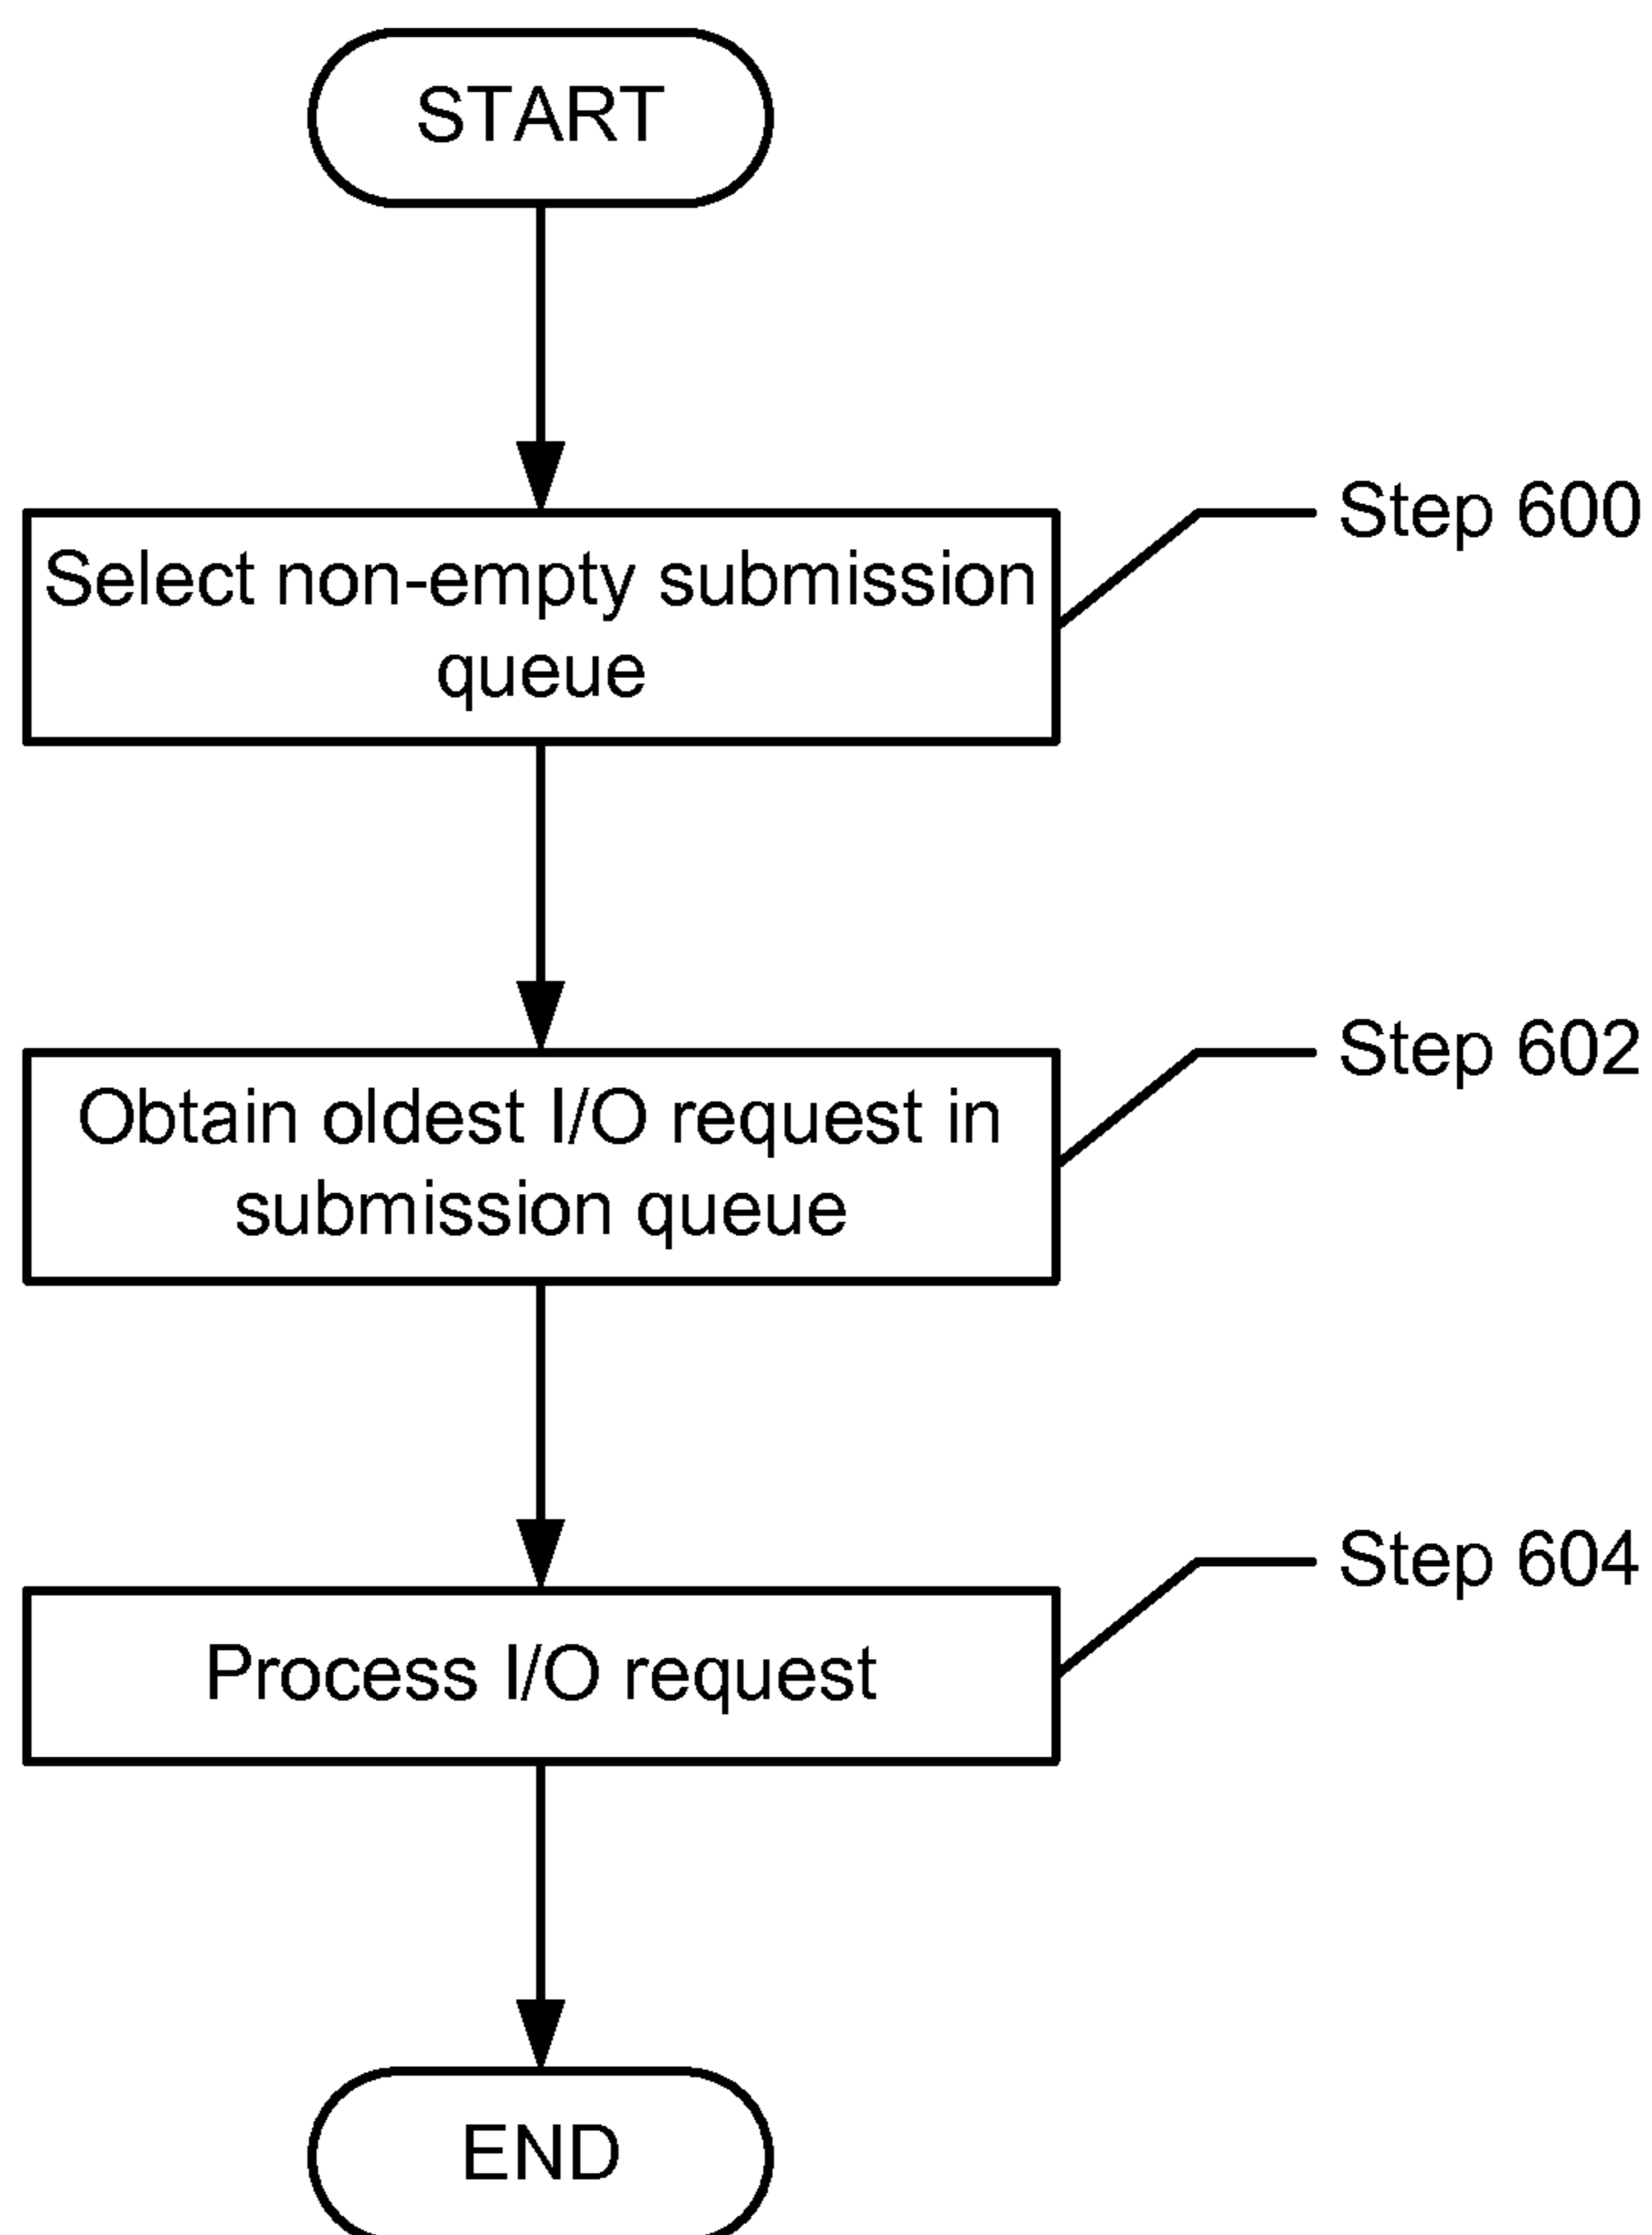 START
Select non-empty submission
queue
Step 600
Obtain oldest I/O request in
submission queue
Step 602
Process I/O request
Step 604
END